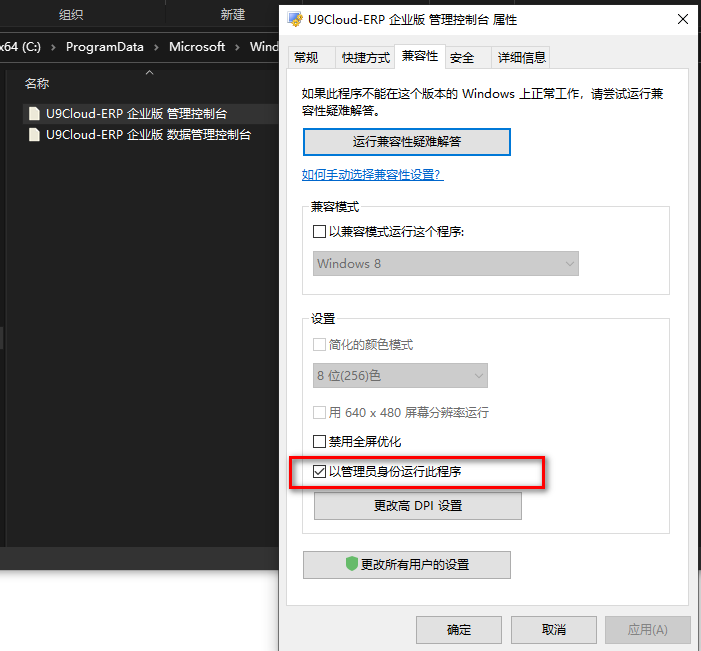 组织
新建
x64 (C:) › ProgramData › Microsoft › Wind
名称
U9Cloud-ERP 企业版 管理控制台
U9Cloud-ERP 企业版 数据管理控制台
U9Cloud-ERP 企业版 管理控制台 属性
常规
快捷方式
兼容性
安全
详细信息
如果此程序不能在这个版本的 Windows 上正常工作，请尝试运行兼
容性疑难解答。
运行兼容性疑难解答
如何手动选择兼容性设置?
兼容模式
以兼容模式运行这个程序:
Windows 8
设置
简化的颜色模式
8 位(256)色
用 640 x 480 屏幕分辨率运行
禁用全屏优化
以管理员身份运行此程序
更改高 DPI 设置
更改所有用户的设置
确定
取消
应用(A)